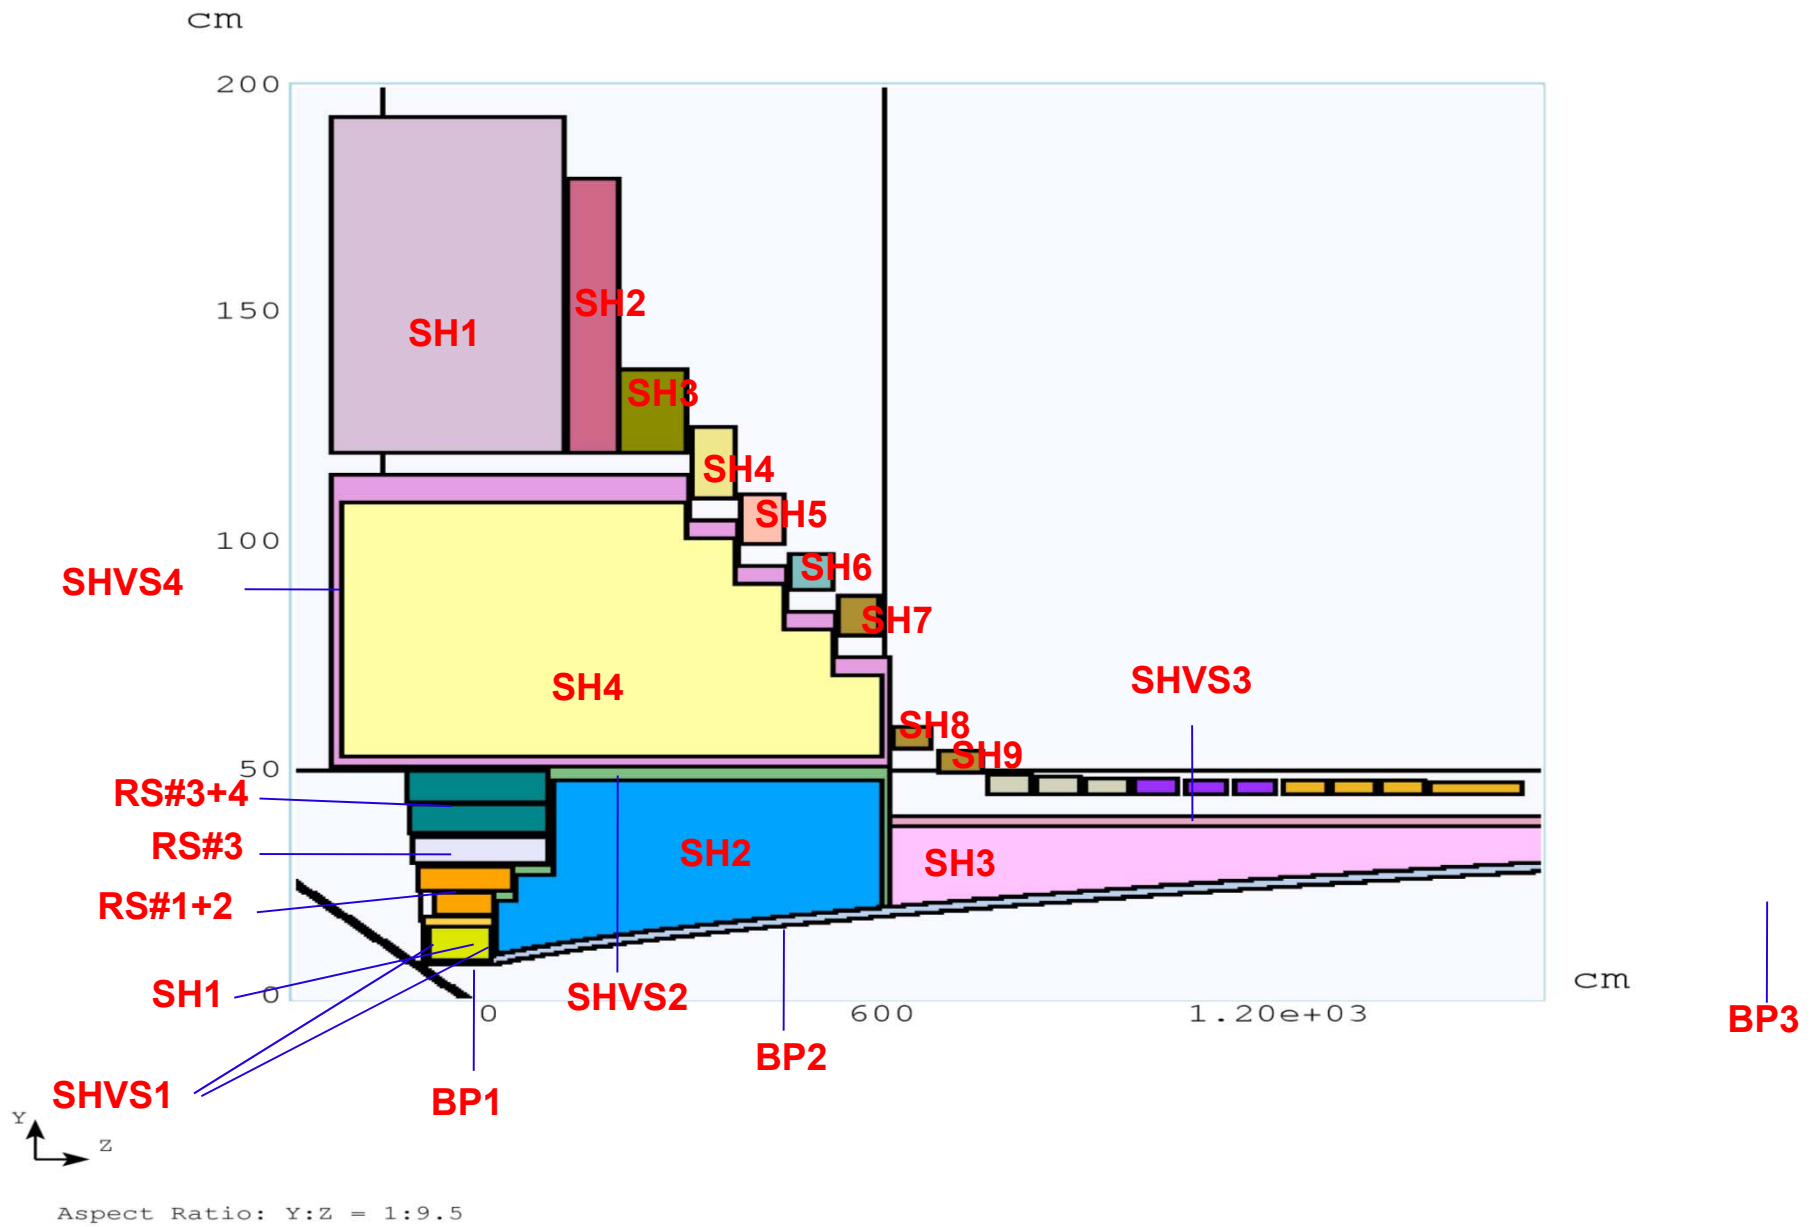 cm
200
150
SH2
SH1
SH3
SH4
SH5
100
SH6
SHVS4
SH7
SHVS3
SH4
SH8
SH9
50
RS#3+4
RS#3
SH2
SH3
RS#1+2
SH1
0
SHVS2
cm
0
600
1.20e+03
BP3
BP2
SHVS1
BP1
Y
Z
Aspect Ratio: Y:Z = 1:9.5